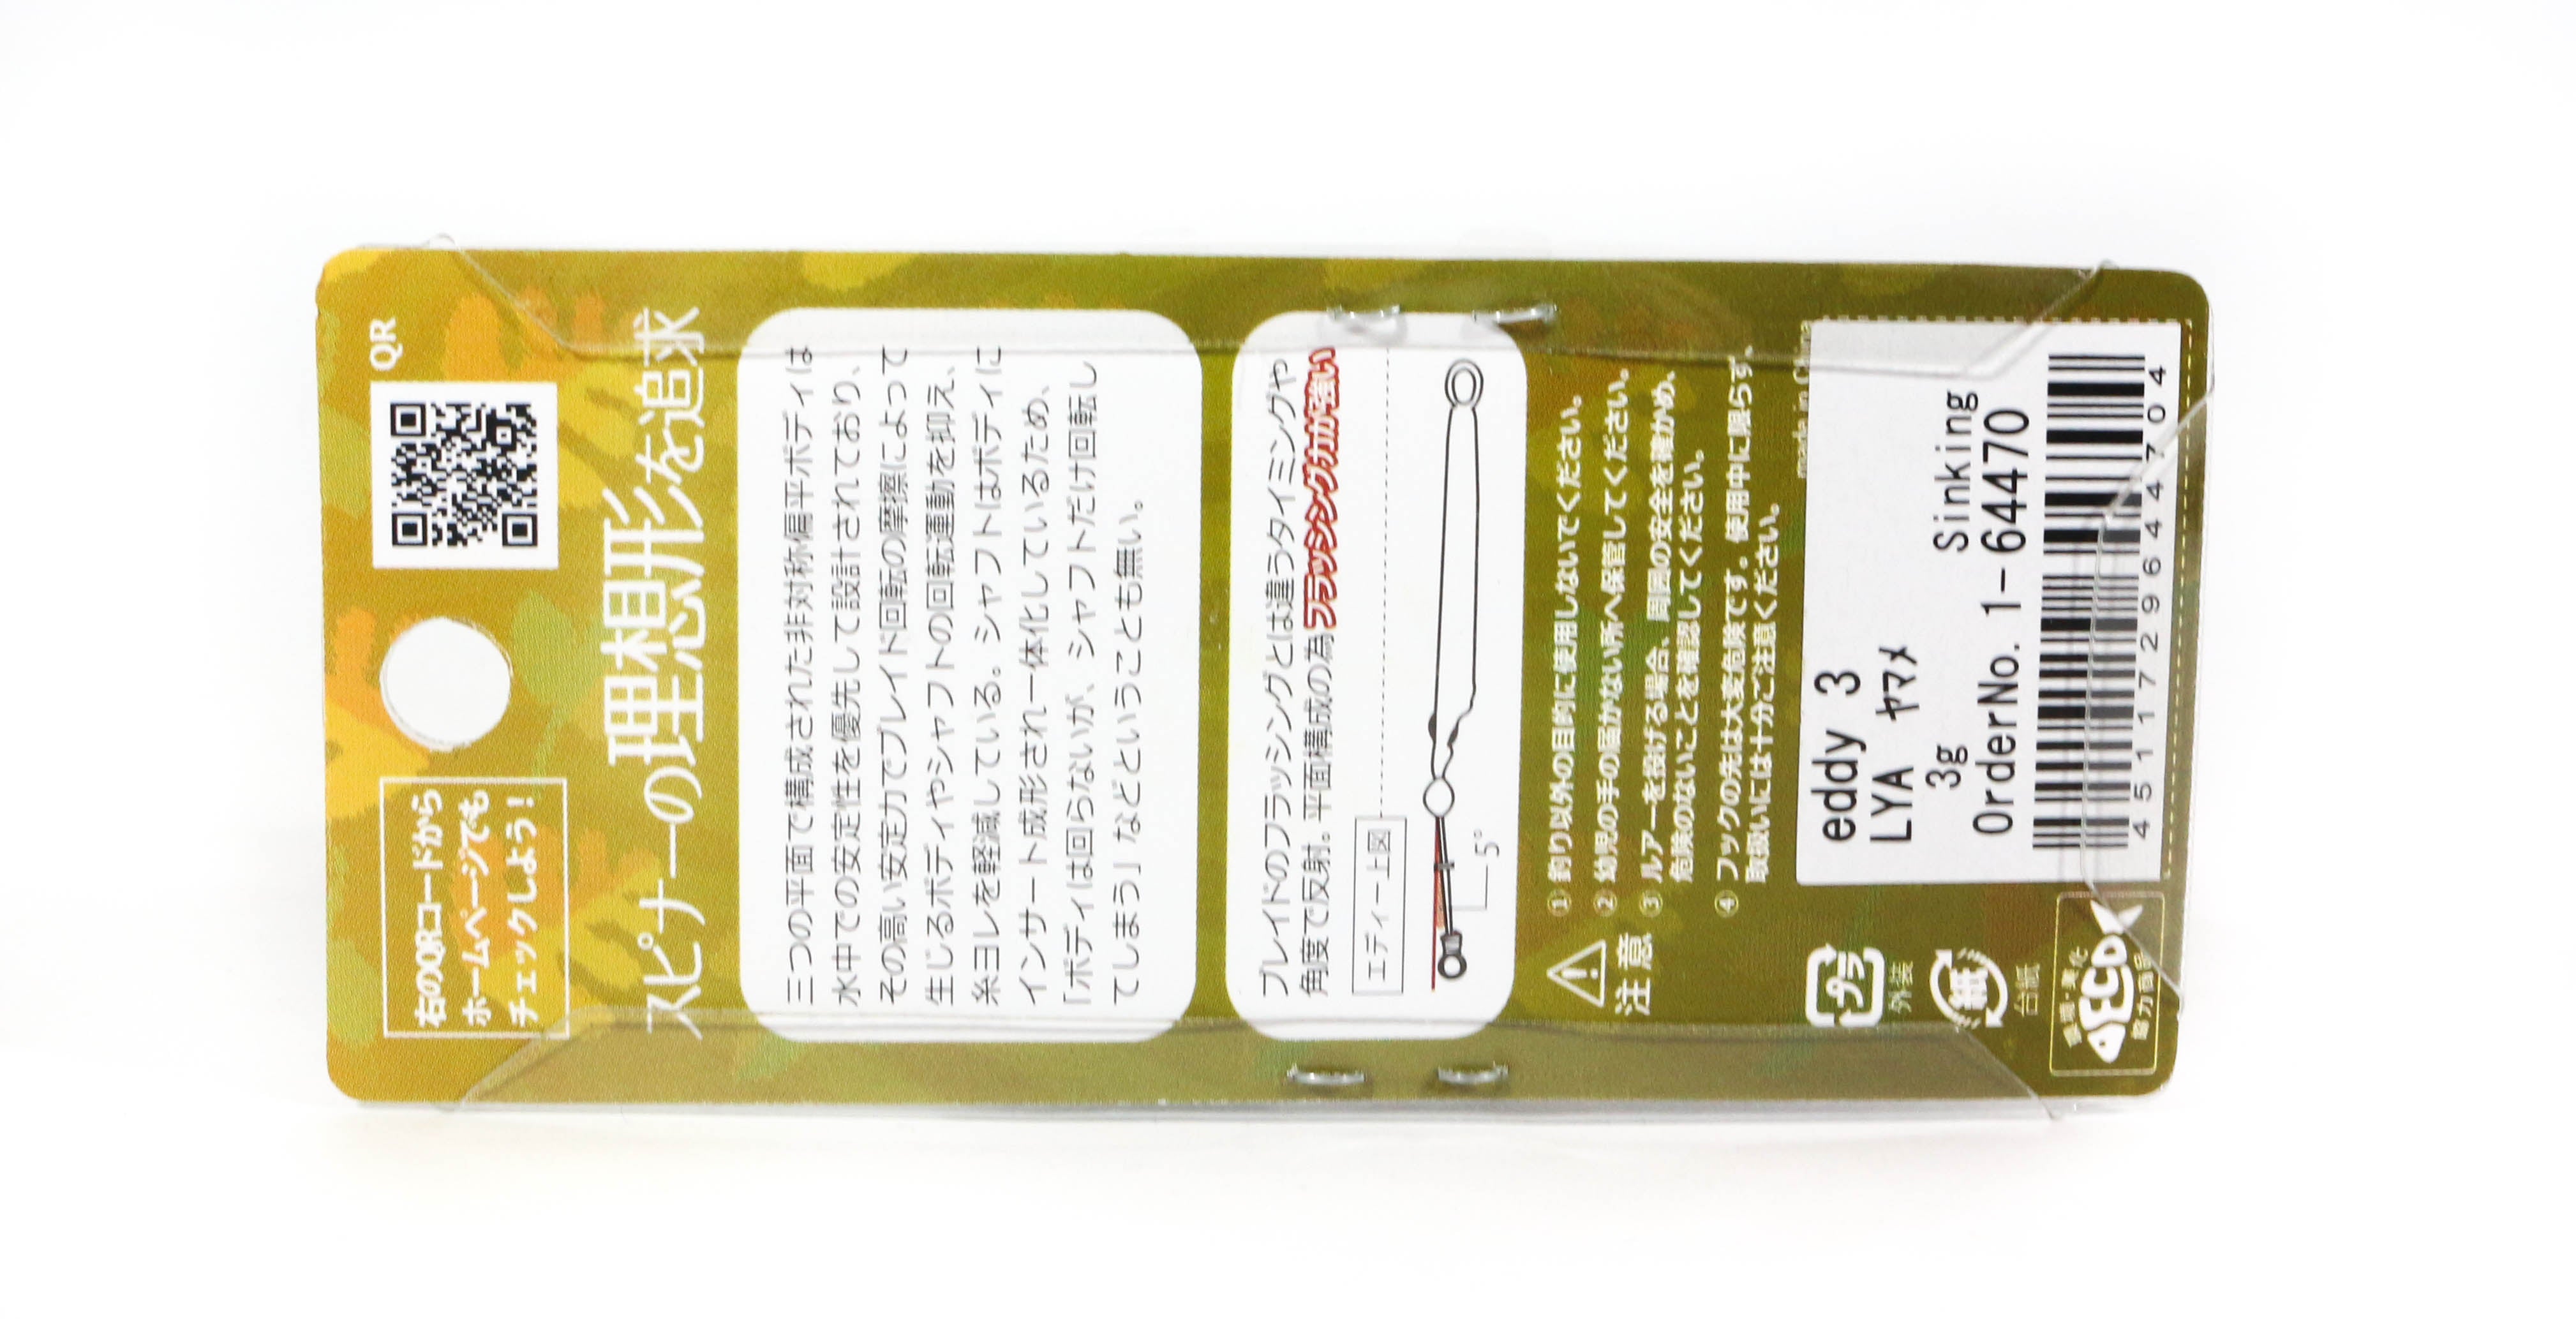 右のQRコードから
ホームページでも
チェックしよう!
QR
スピナーの理想形を追求
三つの平面で構成された非対称偏平ボディは
水中での安定性を優先して設計されており、
その高い安定力でブレイド回転の摩擦によって
生じるボディやシャフトの回転運動を抑え、
糸ヨレを軽減している。シャフトはボディに
インサート成形され一体化しているため、
「ボディは回らないが、シャフトだけ回転し
てしまう」などということも無い。
ブレイドのフラッシングとは違うタイミングや
角度で反射。平面構成の為フラッシング力が強い
エディー上図
5°
注意
① 釣り以外の目的に使用しないでください。
② 幼児の手の届かない所へ保管してください。
③ ルアーを投げる場合、周囲の安全を確かめ、
危険のないことを確認してください。
④ フックの先は大変危険です。使用中に限らず、
取扱いには十分ご注意ください。
made in China
プラ
外装
紙
台紙
環境・美化
DECO
協力商品
eddy 3
LYA ヤマメ
3g Sinking
OrderNo. 1-64470
4511729644704